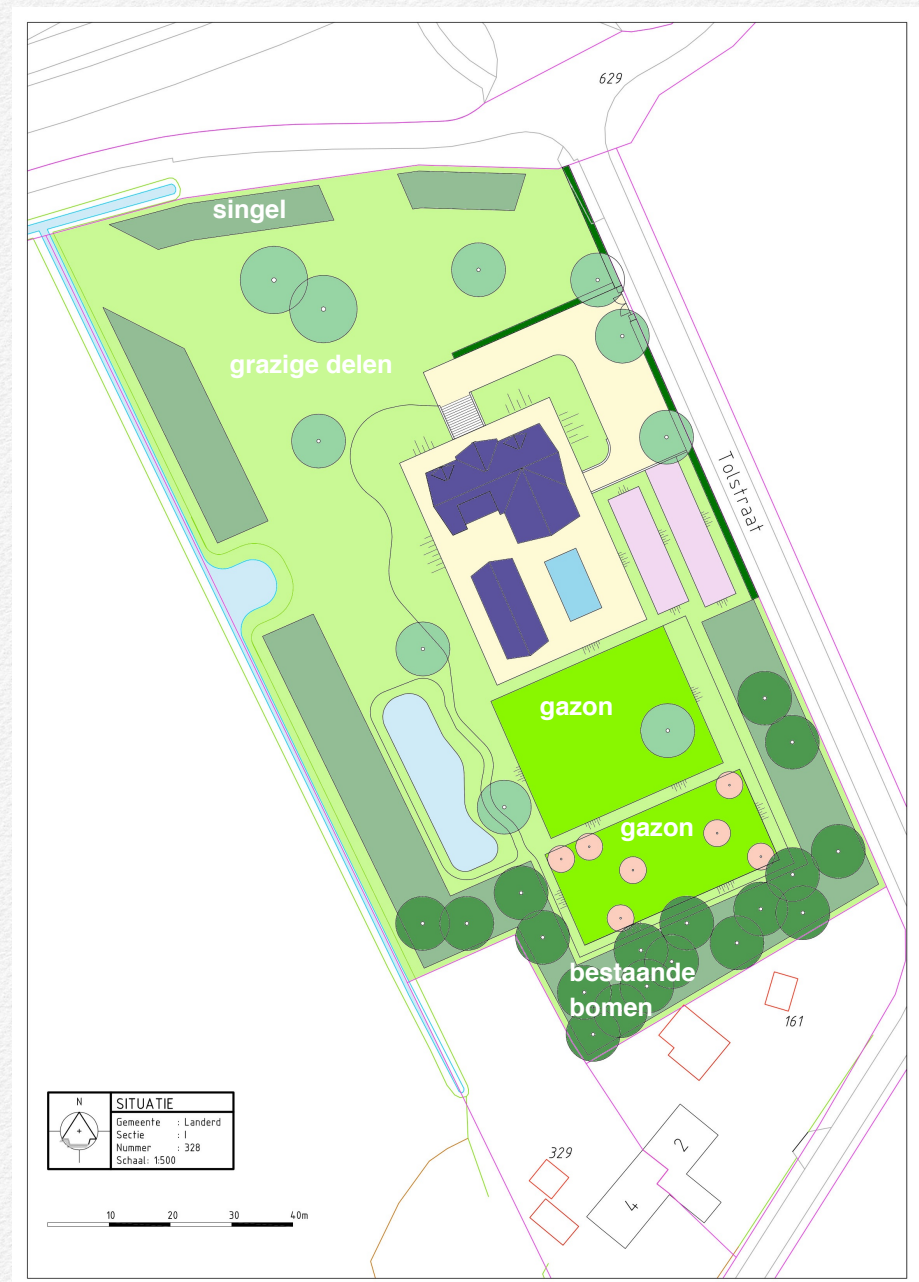 629
singel
grazige delen
Tolstraat
gazon
gazon
bestaande
bomen
161
N
SITUATIE
Gemeente : Landerd
Sectie : I
Nummer : 328
Schaal: 1:500
329
2
4
10 20 30 40m